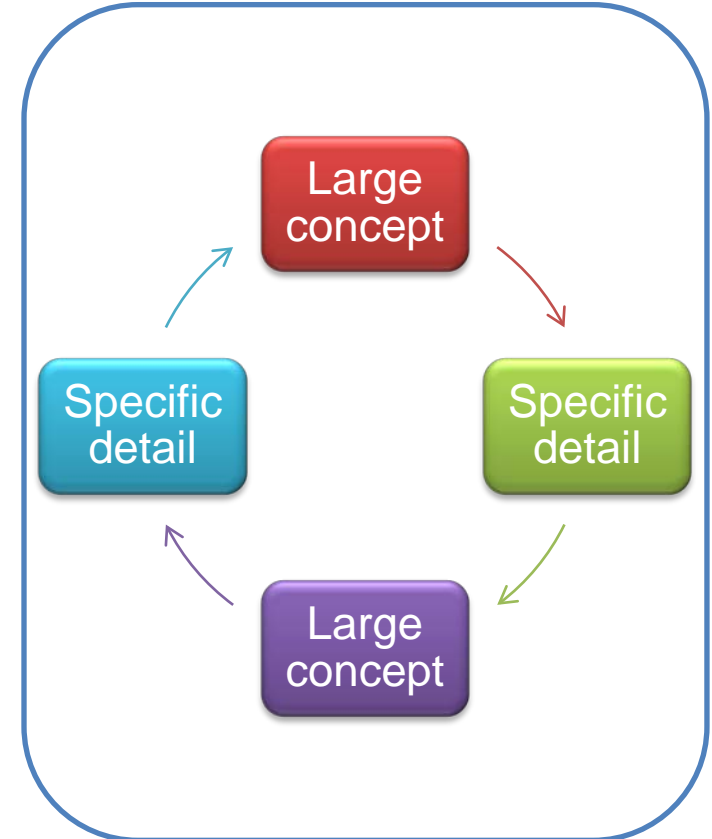 Large
concept
Specific
detail
Specific
detail
Large
concept